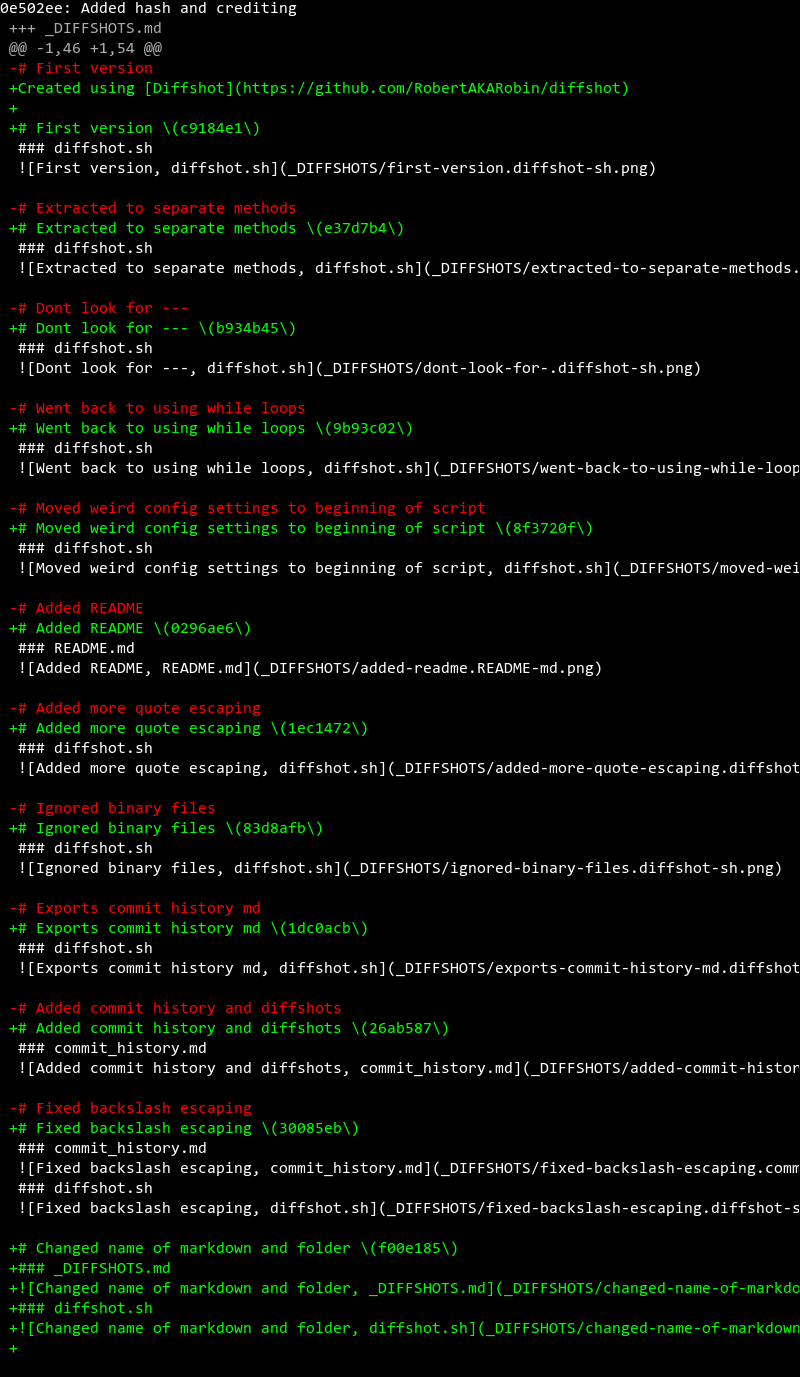 0e502ee: Added hash and crediting
+++ _DIFFSHOTS.md
@@ -1,46 +1,54 @@
-# First version
+Created using [Diffshot](https://github.com/RobertAKARobin/diffshot)
+
+# First version \(c9184e1\)
### diffshot.sh
![First version, diffshot.sh](_DIFFSHOTS/first-version.diffshot-sh.png)
-# Extracted to separate methods
+# Extracted to separate methods \(e37d7b4\)
### diffshot.sh
![Extracted to separate methods, diffshot.sh](_DIFFSHOTS/extracted-to-separate-methods.
-# Dont look for ---
+# Dont look for --- \(b934b45\)
### diffshot.sh
![Dont look for ---, diffshot.sh](_DIFFSHOTS/dont-look-for-.diffshot-sh.png)
-# Went back to using while loops
+# Went back to using while loops \(9b93c02\)
### diffshot.sh
![Went back to using while loops, diffshot.sh](_DIFFSHOTS/went-back-to-using-while-loop
-# Moved weird config settings to beginning of script
+# Moved weird config settings to beginning of script \(8f3720f\)
### diffshot.sh
![Moved weird config settings to beginning of script, diffshot.sh](_DIFFSHOTS/moved-wei
-# Added README
+# Added README \(0296ae6\)
### README.md
![Added README, README.md](_DIFFSHOTS/added-readme.README-md.png)
-# Added more quote escaping
+# Added more quote escaping \(1ec1472\)
### diffshot.sh
![Added more quote escaping, diffshot.sh](_DIFFSHOTS/added-more-quote-escaping.diffshot
-# Ignored binary files
+# Ignored binary files \(83d8afb\)
### diffshot.sh
![Ignored binary files, diffshot.sh](_DIFFSHOTS/ignored-binary-files.diffshot-sh.png)
-# Exports commit history md
+# Exports commit history md \(1dc0acb\)
### diffshot.sh
![Exports commit history md, diffshot.sh](_DIFFSHOTS/exports-commit-history-md.diffshot
-# Added commit history and diffshots
+# Added commit history and diffshots \(26ab587\)
### commit_history.md
![Added commit history and diffshots, commit_history.md](_DIFFSHOTS/added-commit-histor
-# Fixed backslash escaping
+# Fixed backslash escaping \(30085eb\)
### commit_history.md
![Fixed backslash escaping, commit_history.md](_DIFFSHOTS/fixed-backslash-escaping.comm
### diffshot.sh
![Fixed backslash escaping, diffshot.sh](_DIFFSHOTS/fixed-backslash-escaping.diffshot-s
+# Changed name of markdown and folder \(f00e185\)
+### _DIFFSHOTS.md
+![Changed name of markdown and folder, _DIFFSHOTS.md](_DIFFSHOTS/changed-name-of-markdo
+### diffshot.sh
+![Changed name of markdown and folder, diffshot.sh](_DIFFSHOTS/changed-name-of-markdown
+